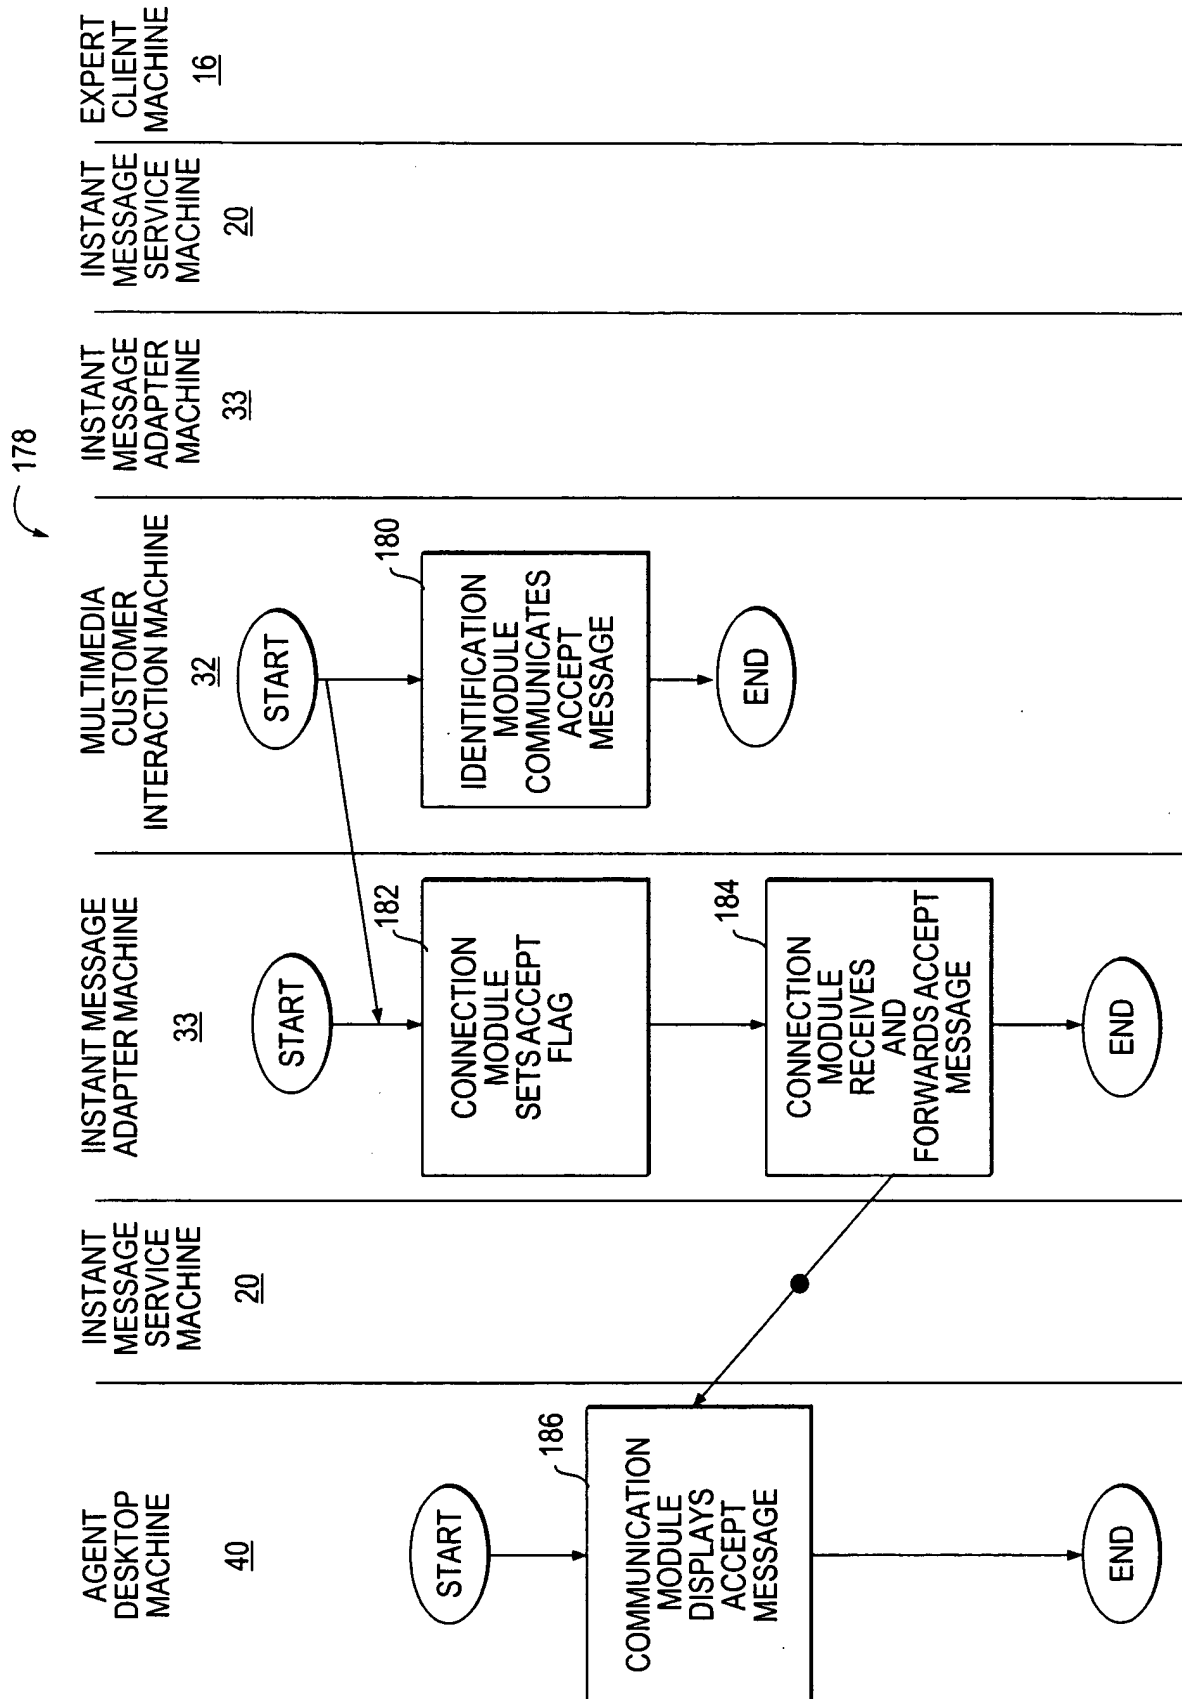 178
AGENT
DESKTOP
MACHINE
40
INSTANT
MESSAGE
SERVICE
MACHINE
20
INSTANT MESSAGE
ADAPTER MACHINE
33
MULTIMEDIA
CUSTOMER
INTERACTION MACHINE
32
INSTANT
MESSAGE
ADAPTER
MACHINE
33
INSTANT
MESSAGE
SERVICE
MACHINE
20
EXPERT
CLIENT
MACHINE
16
START
186
COMMUNICATION
MODULE
DISPLAYS
ACCEPT
MESSAGE
END
START
182
CONNECTION
MODULE
SETS ACCEPT
FLAG
184
CONNECTION
MODULE
RECEIVES
AND
FORWARDS ACCEPT
MESSAGE
END
START
180
IDENTIFICATION
MODULE
COMMUNICATES
ACCEPT
MESSAGE
END